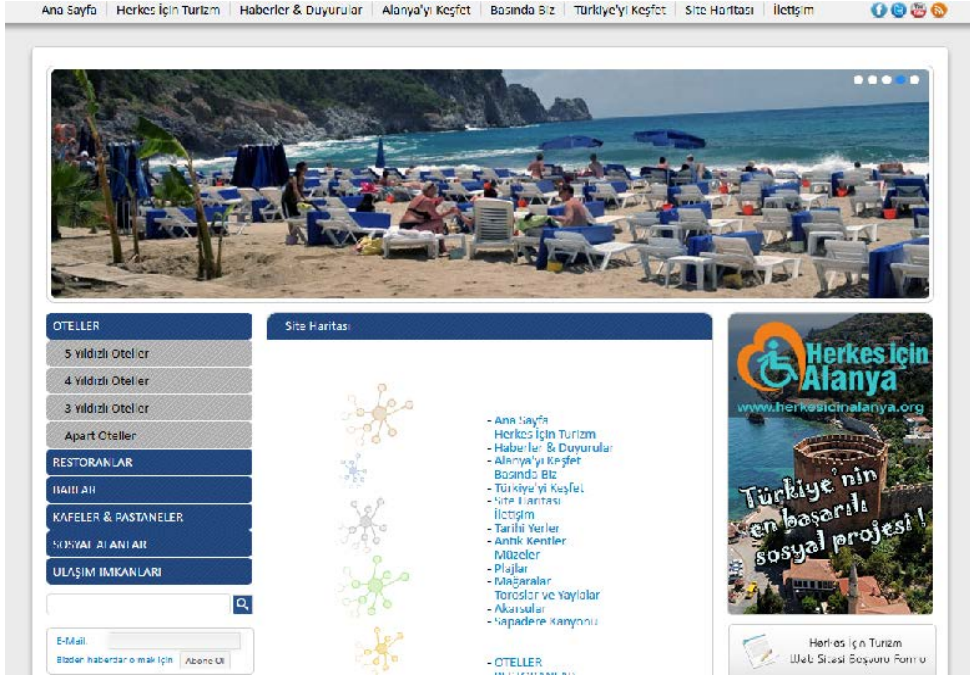 Ana Sayfa Herkes İçin Turizm Haberler & Duyurular Alanya'yı Keşfet Basında Biz Türkiye'yi Keşfet Site Haritası İletişim
OTELLER
5 Yıldızlı Oteller
4 Yıldızlı Oteller
3 Yıldızlı Oteller
Apart Oteller
RESTORANLAR
BARLAR
KAFELER & PASTANELER
SOSYAL ALANLAR
ULAŞIM İMKANLARI
E-Mail:
Bizden haberdar olmak için Abone Ol
Site Haritası
- Ana Sayfa
Herkes İçin Turizm
- Haberler & Duyurular
- Alanya'yı Keşfet
Basında Biz
- Türkiye'yi Keşfet
- Site Haritası
İletişim
- Tarihi Yerler
- Antik Kentler
Müzeler
- Plajlar
- Mağaralar
Toroslar ve Yaylalar
- Akarsular
- Sapadere Kanyonu
- OTELLER
RESTORANLAR
Herkes için
Alanya
www.herkesicinalanya.org
Türkiye'nin
en başarılı
sosyal projesi !
Herkes İçin Turizm
Web Sitesi Başvuru Formu